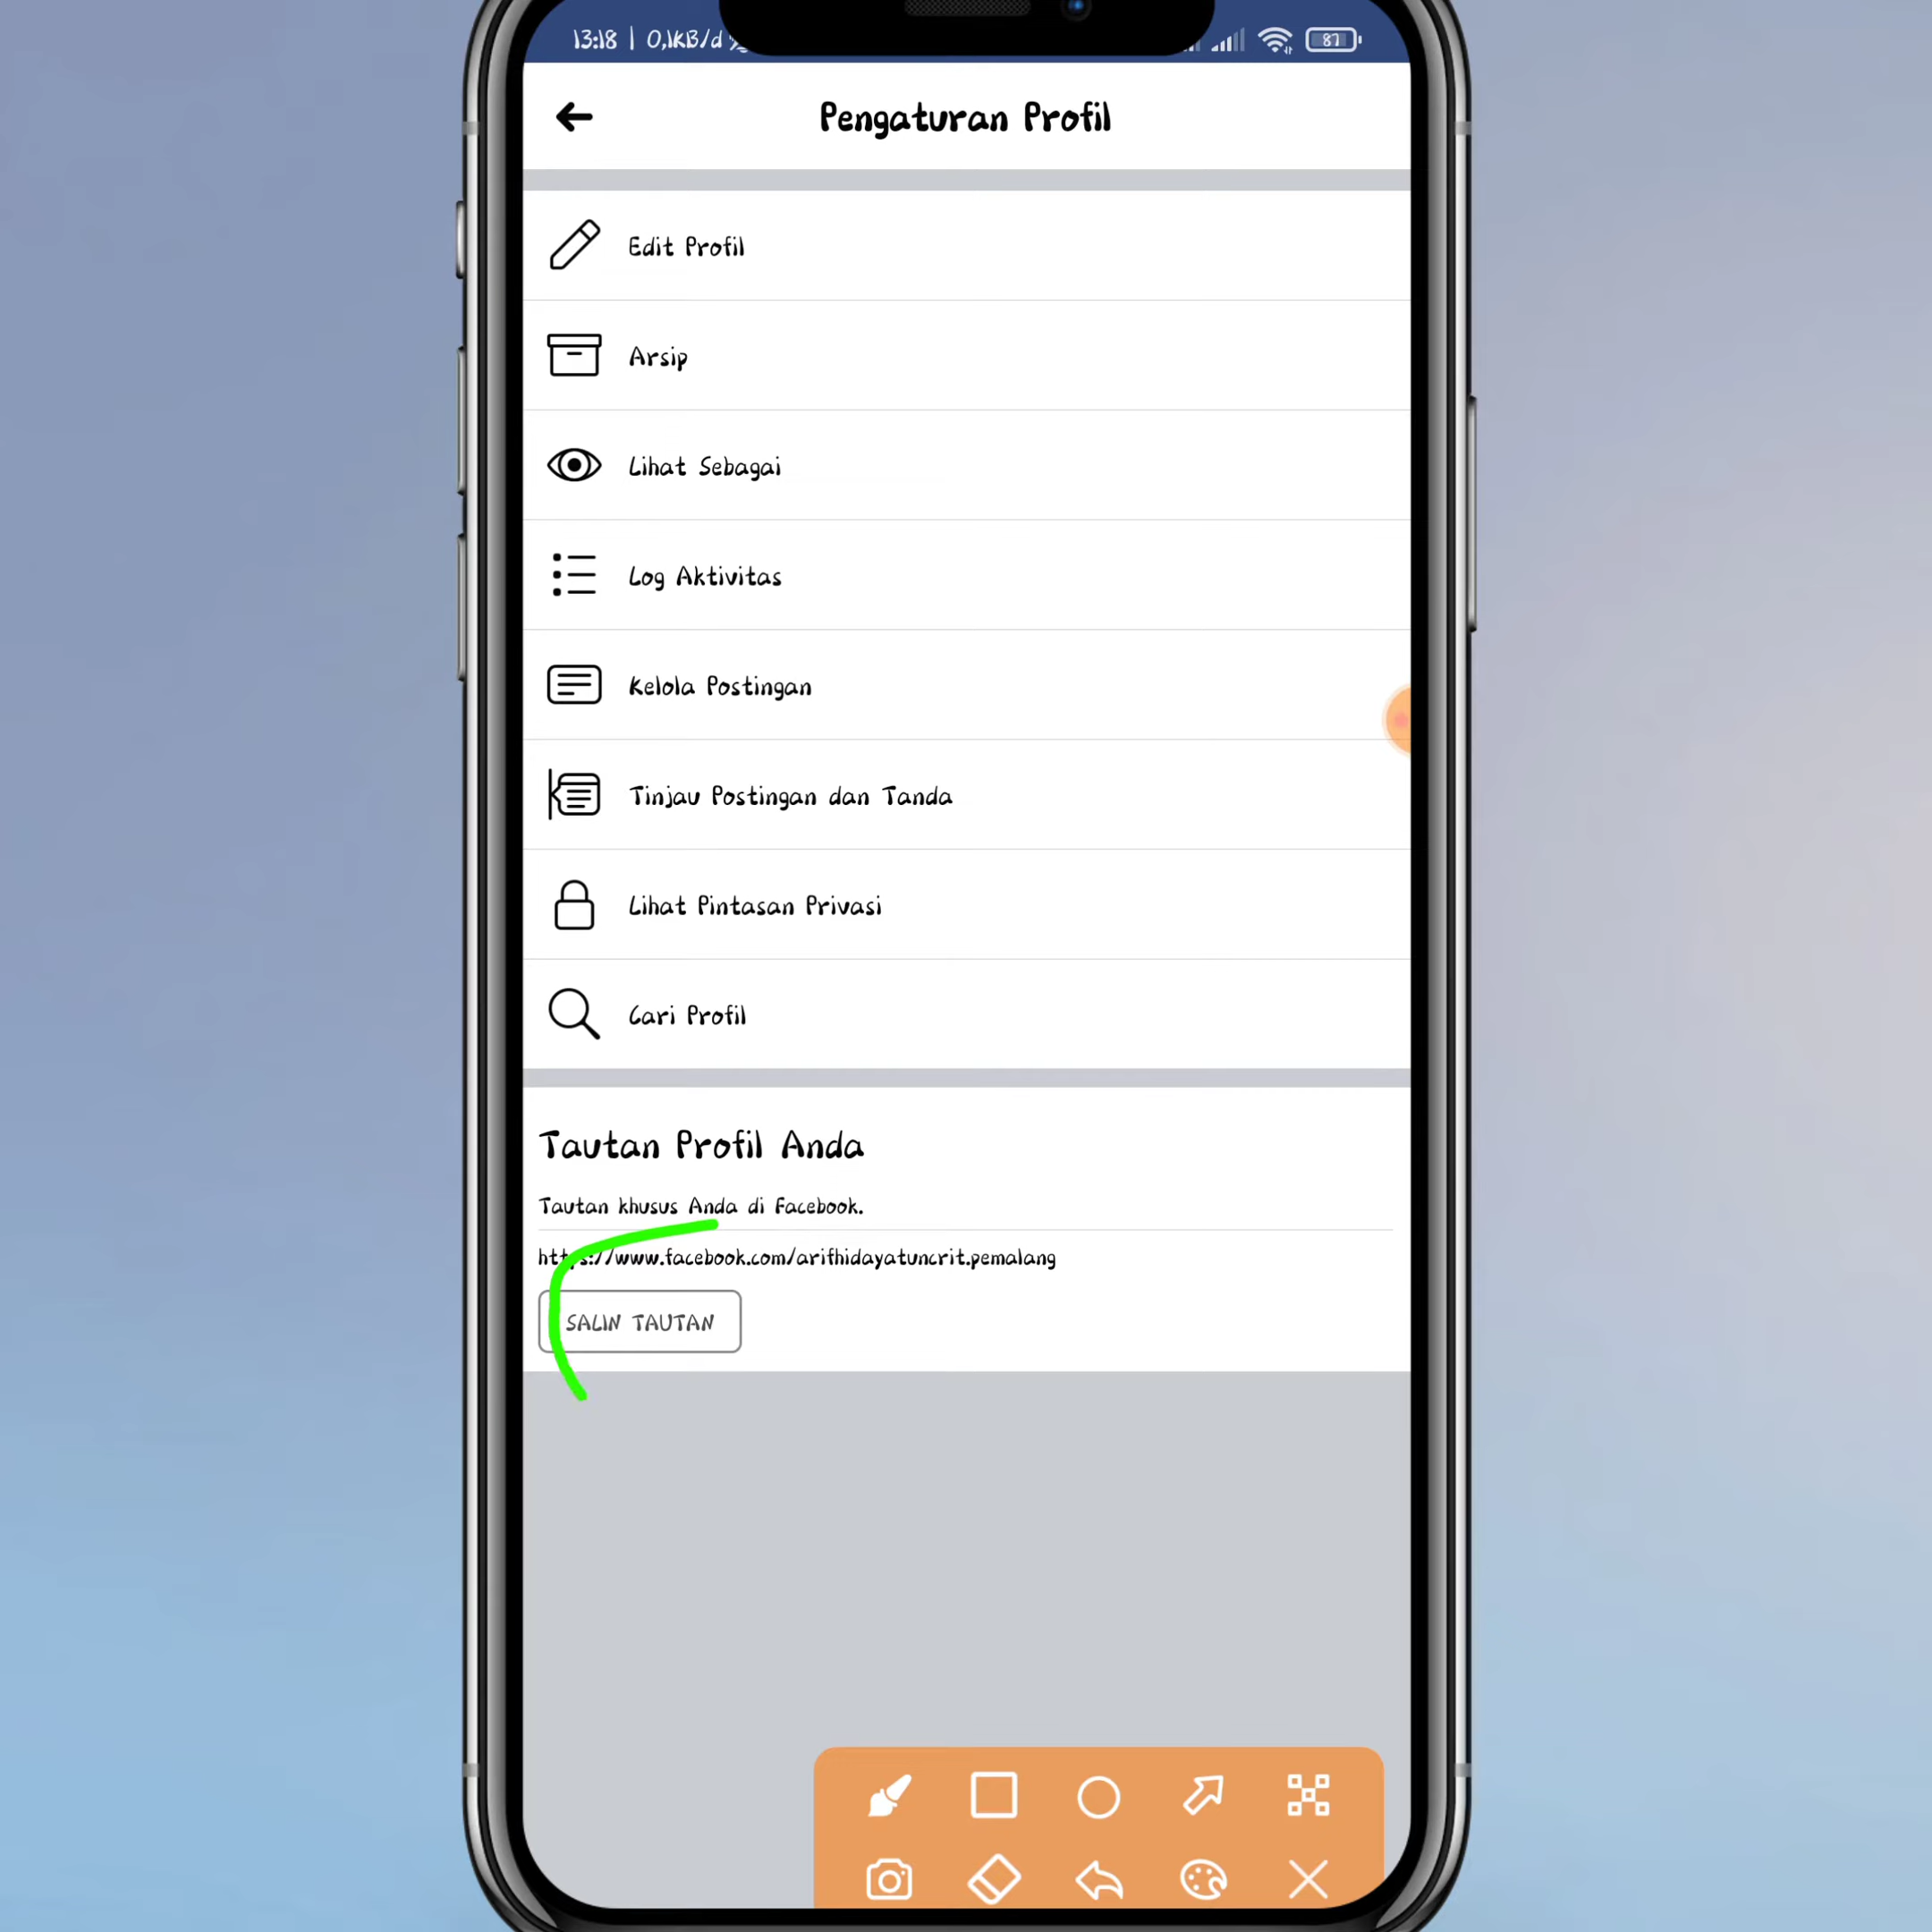 13:18 | 0,1KB/d
87
Pengaturan Profil
Edit Profil
Arsip
Lihat Sebagai
Log Aktivitas
Kelola Postingan
Tinjau Postingan dan Tanda
Lihat Pintasan Privasi
Cari Profil
Tautan Profil Anda
Tautan khusus Anda di Facebook.
https://www.facebook.com/arifhidayatuncrit.pemalang
SALIN TAUTAN